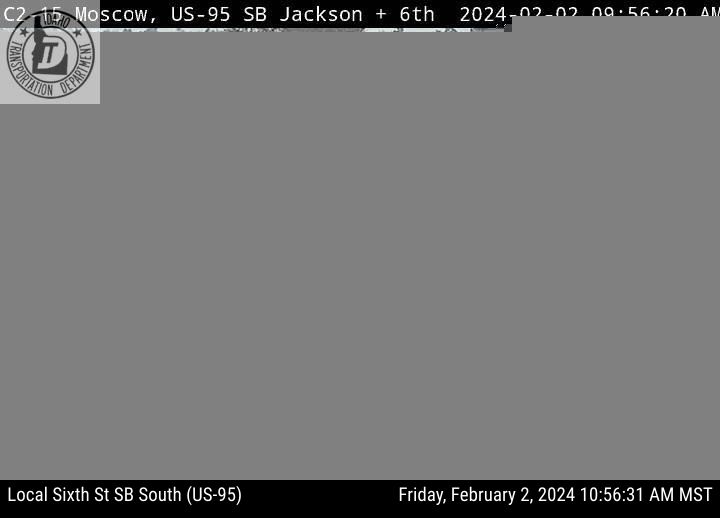 C2-15 Moscow, US-95 SB Jackson + 6th 2024-02-02 09:56:20 AM
IDAHO
TRANSPORTATION DEPARTMENT
Local Sixth St SB South (US-95)
Friday, February 2, 2024 10:56:31 AM MST